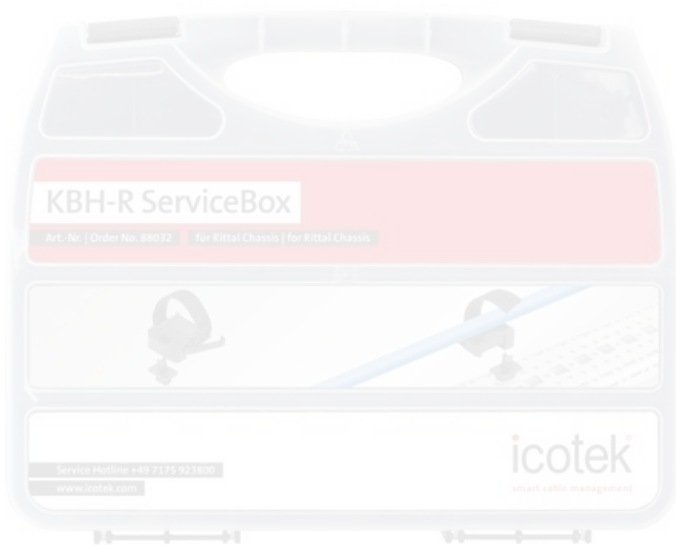 KBH-R ServiceBox
Art.-Nr. | Order No. 88032 für Rittal Chassis | for Rittal Chassis
Service Hotline +49 7175 923800
www.icotek.com
icotek
smart cable management